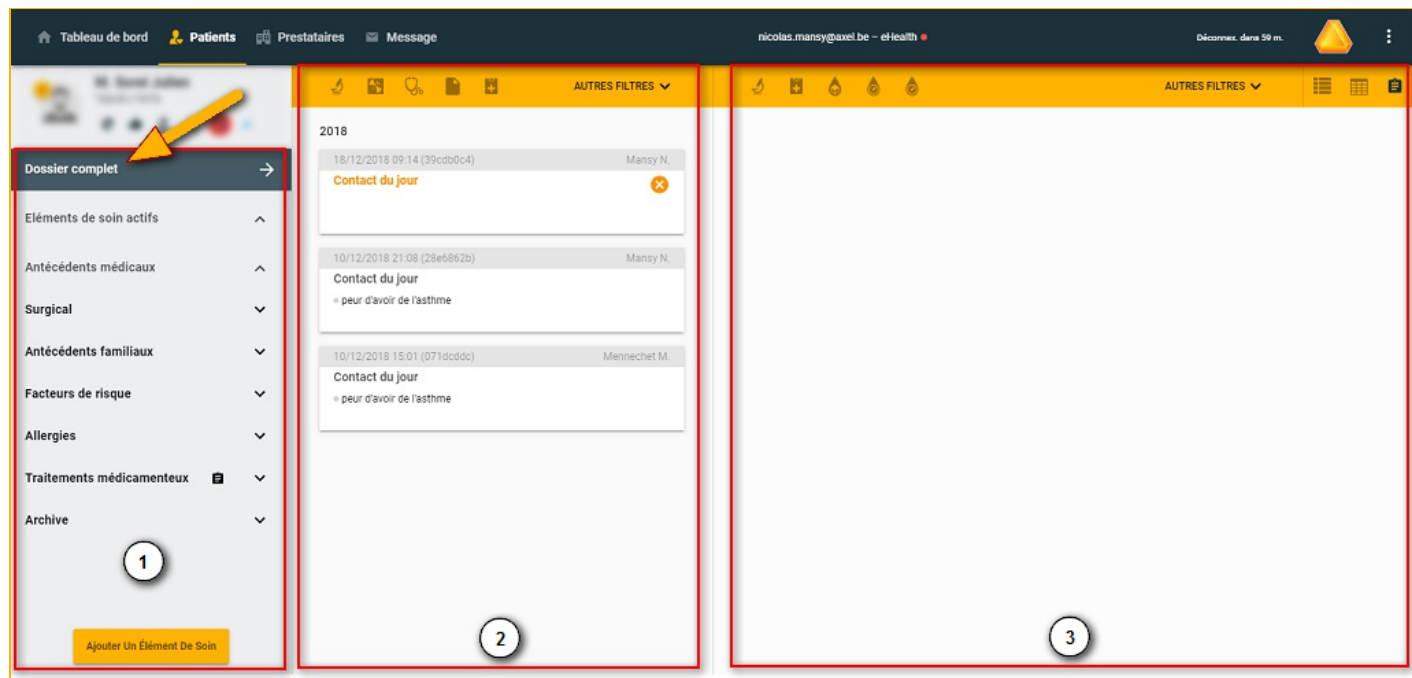 Tableau de bord Patients Prestataires Message nicolas.mansy@axel.be – eHealth Déconnex. dans 59 m.
AUTRES FILTRES AUTRES FILTRES
Dossier complet
Eléments de soin actifs
Antécédents médicaux
Surgical
Antécédents familiaux
Facteurs de risque
Allergies
Traitements médicamenteux
Archive
1
Ajouter Un Élément De Soin
2018
18/12/2018 09:14 (39cdb0c4) Mansy N.
Contact du jour
10/12/2018 21:08 (28e6862b) Mansy N.
Contact du jour
peur d'avoir de l'asthme
10/12/2018 15:01 (071dcddc) Mennechet M.
Contact du jour
peur d'avoir de l'asthme
2
3